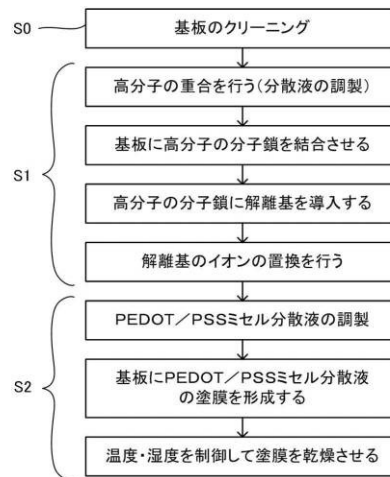 S0
基板のクリーニング
S1
高分子の重合を行う(分散液の調製)
基板に高分子の分子鎖を結合させる
高分子の分子鎖に解離基を導入する
解離基のイオンの置換を行う
S2
PEDOT/PSSミセル分散液の調製
基板にPEDOT/PSSミセル分散液
の塗膜を形成する
温度・湿度を制御して塗膜を乾燥させる